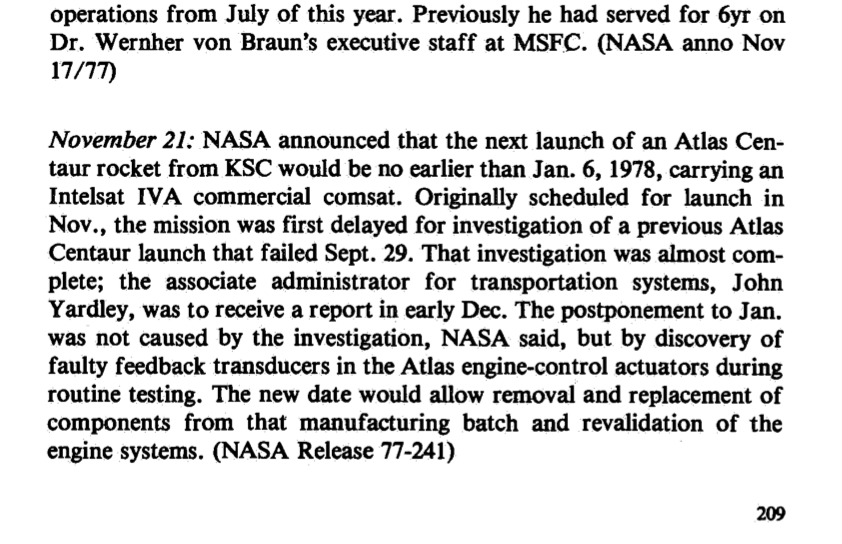 operations from July of this year. Previously he had served for 6yr on
Dr. Wernher von Braun's executive staff at MSFC. (NASA anno Nov
17/77)
November 21: NASA announced that the next launch of an Atlas Cen-
taur rocket from KSC would be no earlier than Jan. 6, 1978, carrying an
Intelsat IVA commercial comsat. Originally scheduled for launch in
Nov., the mission was first delayed for investigation of a previous Atlas
Centaur launch that failed Sept. 29. That investigation was almost com-
plete; the associate administrator for transportation systems, John
Yardley, was to receive a report in early Dec. The postponement to Jan.
was not caused by the investigation, NASA said, but by discovery of
faulty feedback transducers in the Atlas engine-control actuators during
routine testing. The new date would allow removal and replacement of
components from that manufacturing batch and revalidation of the
engine systems. (NASA Release 77-241)
209